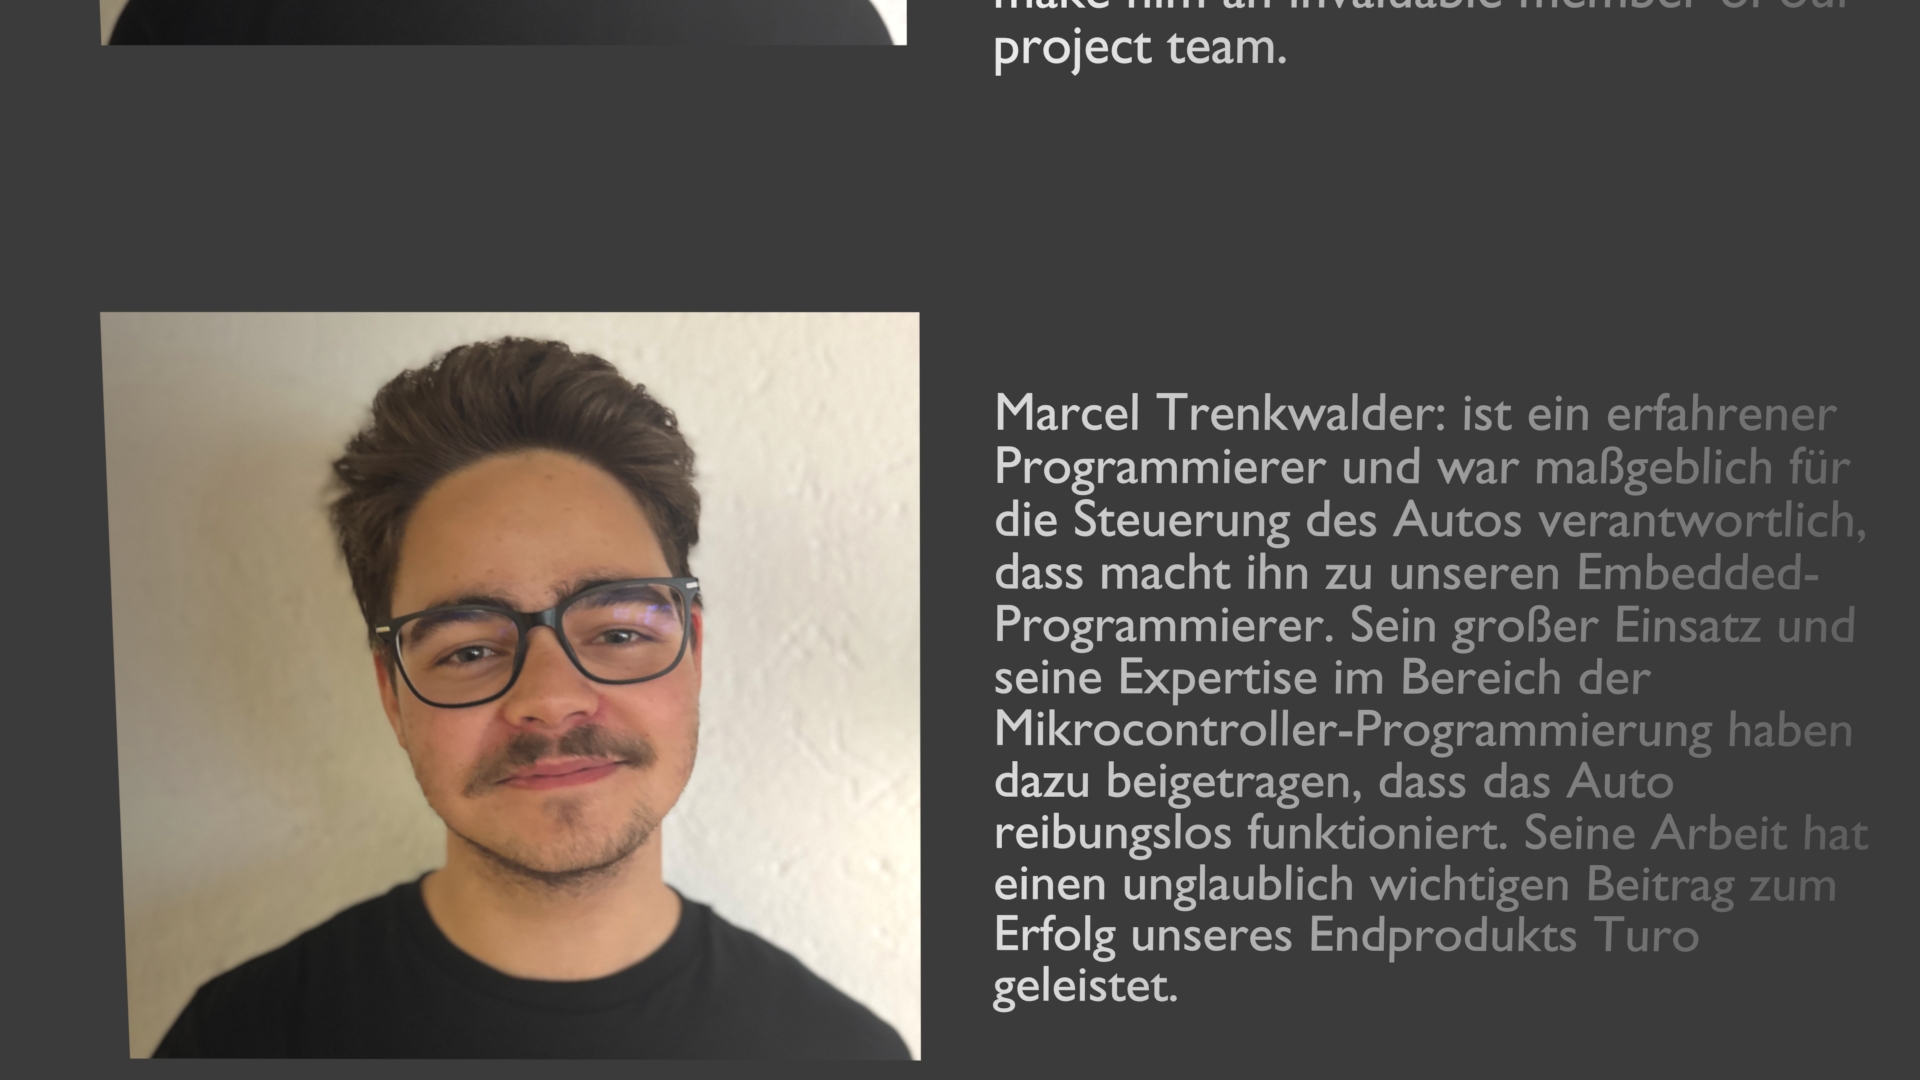 make him an invaluable member of our
project team.
Marcel Trenkwalder: ist ein erfahrener
Programmierer und war maßgeblich für
die Steuerung des Autos verantwortlich,
dass macht ihn zu unseren Embedded-
Programmierer. Sein großer Einsatz und
seine Expertise im Bereich der
Mikrocontroller-Programmierung haben
dazu beigetragen, dass das Auto
reibungslos funktioniert. Seine Arbeit hat
einen unglaublich wichtigen Beitrag zum
Erfolg unseres Endprodukts Turo
geleistet.